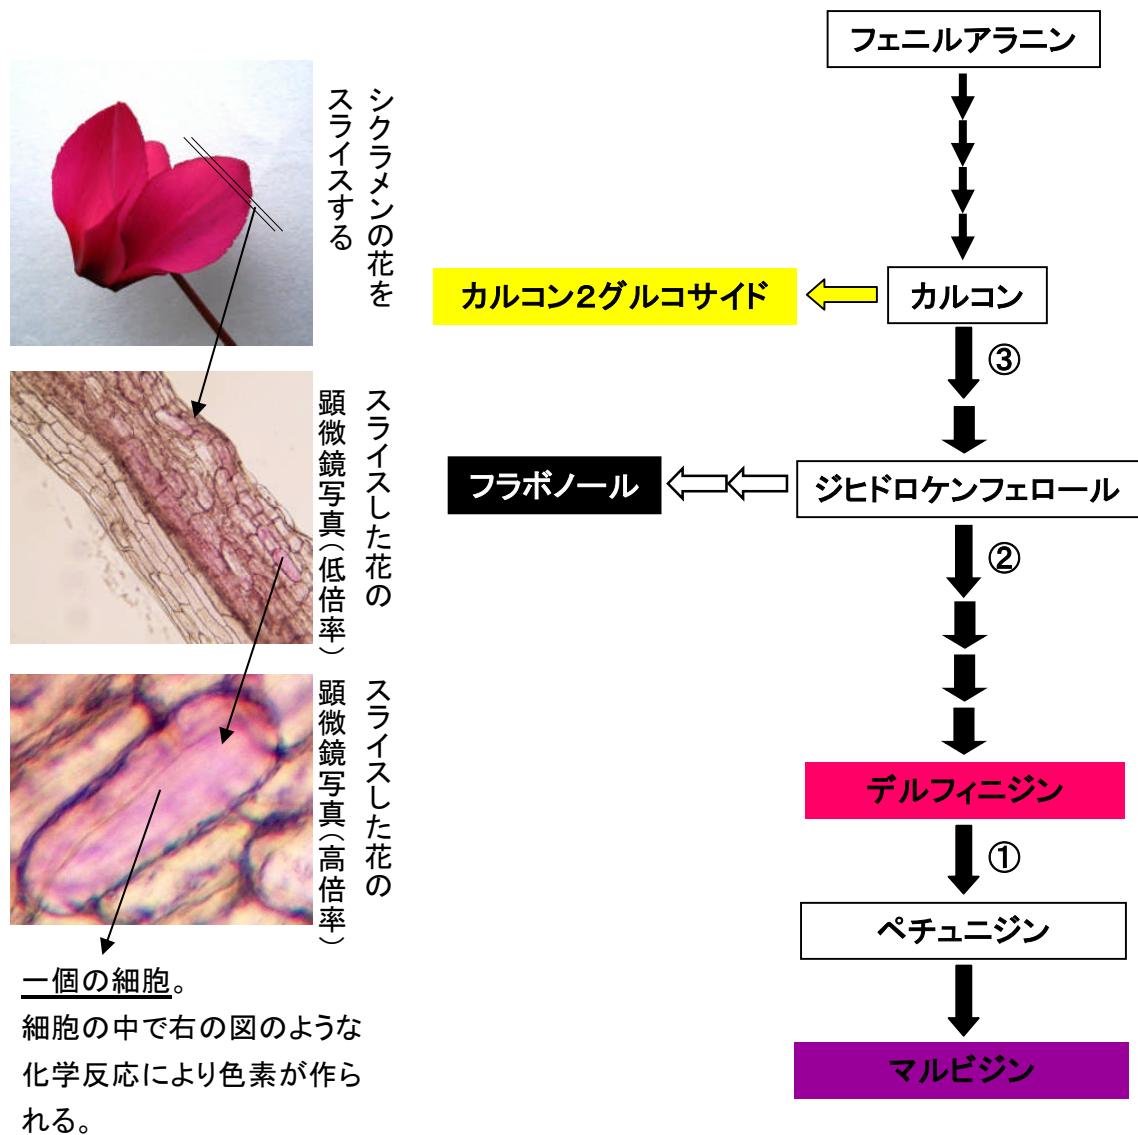 シクラメンの花を
スライスする
スライスした花の
顕微鏡写真(低倍率)
スライスした花の
顕微鏡写真(高倍率)
一個の細胞。
細胞の中で右の図のような
化学反応により色素が作ら
れる。
フェニルアラニン
カルコン2グルコサイド
カルコン
③
フラボノール
ジヒドロケンフェロール
②
デルフィニジン
①
ペチュニジン
マルビジン